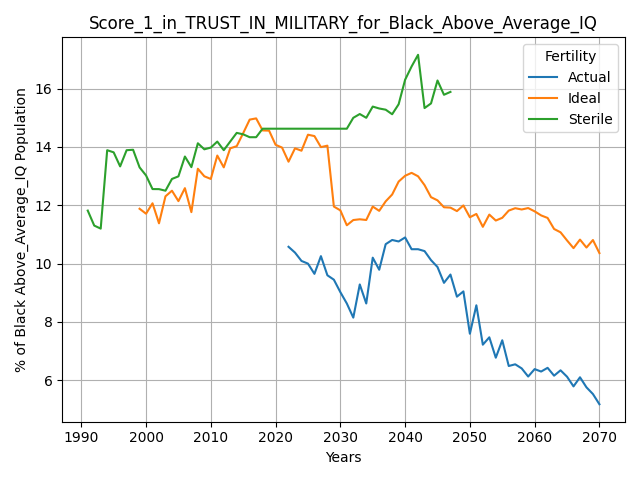 Score_1_in_TRUST_IN_MILITARY_for_Black_Above_Average_IQ
% of Black Above_Average_IQ Population
16
14
12
10
8
6
1990
2000
2010
2020
2030
2040
2050
2060
2070
Years
Fertility
Actual
Ideal
Sterile